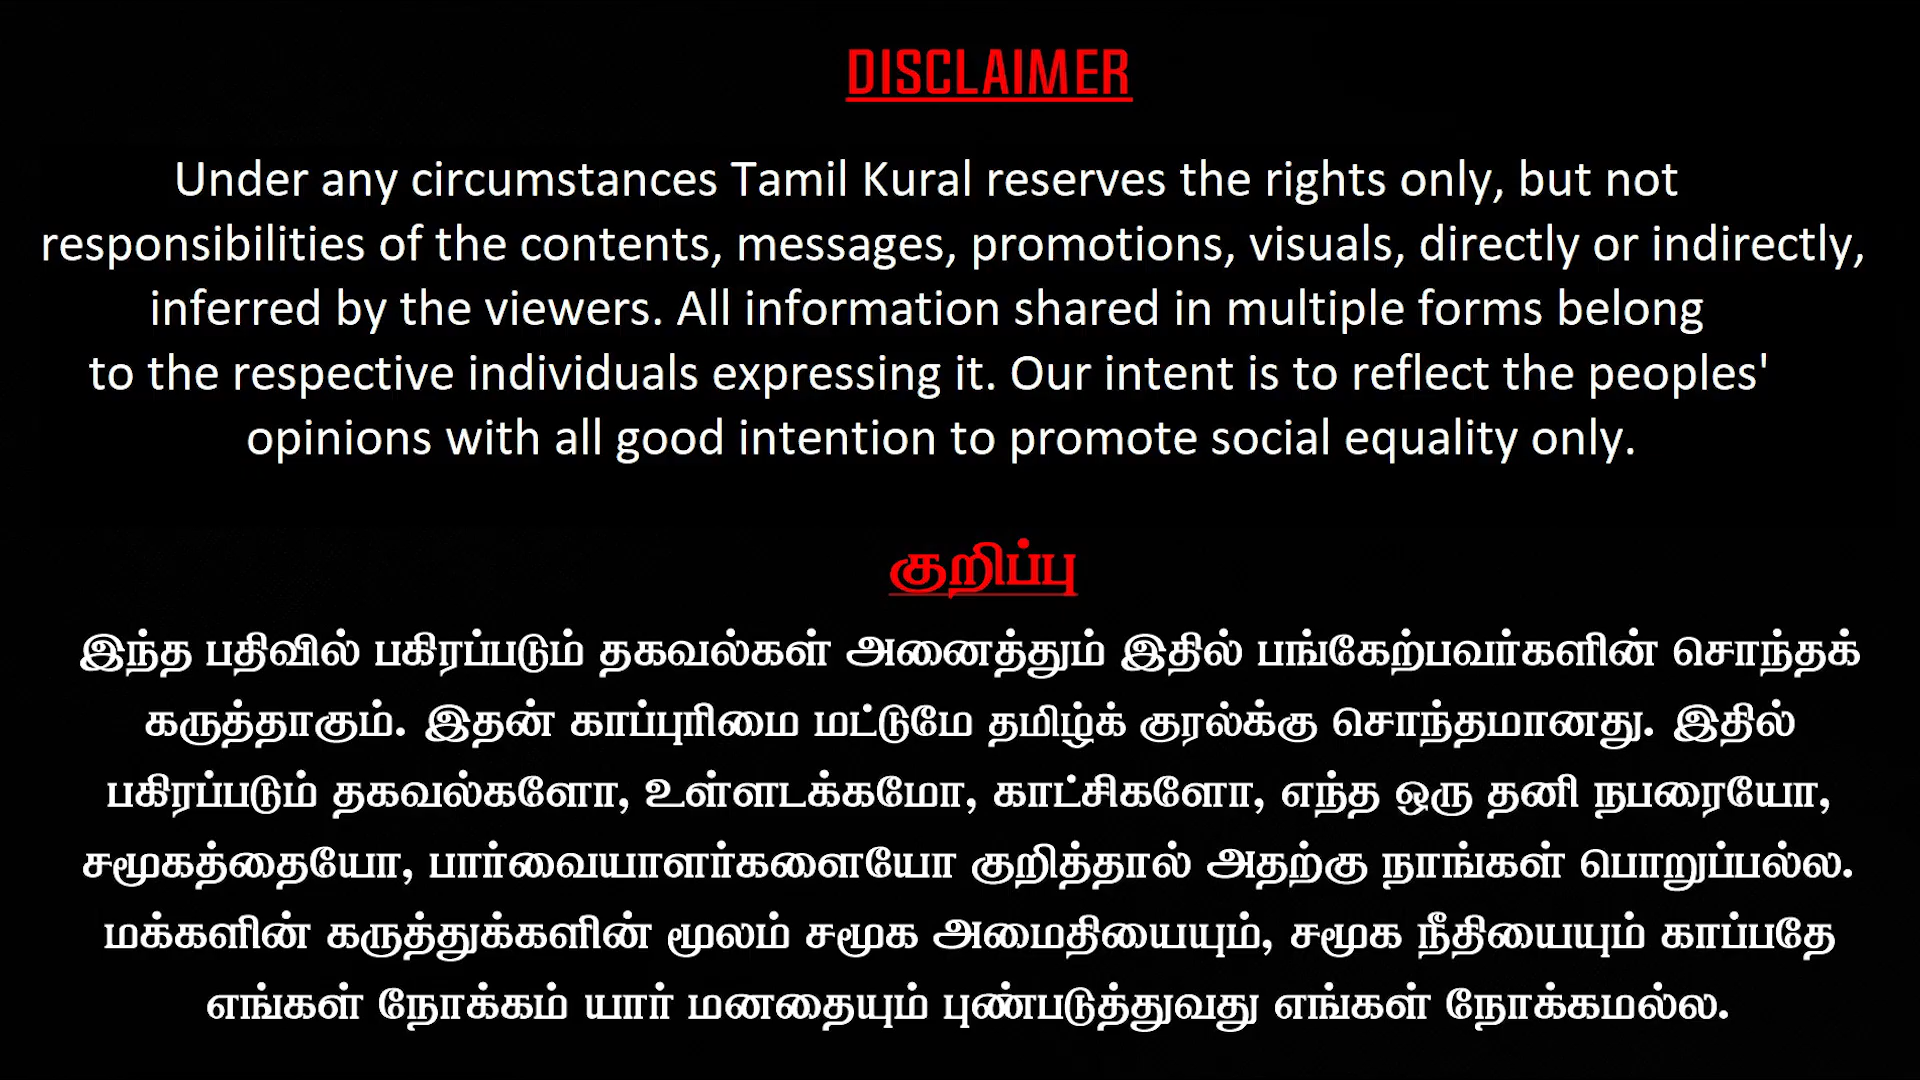 DISCLAIMER
Under any circumstances Tamil Kural reserves the rights only, but not
responsibilities of the contents, messages, promotions, visuals, directly or indirectly,
inferred by the viewers. All information shared in multiple forms belong
to the respective individuals expressing it. Our intent is to reflect the peoples'
opinions with all good intention to promote social equality only.
குறிப்பு
இந்த பதிவில் பகிரப்படும் தகவல்கள் அனைத்தும் இதில் பங்கேற்பவர்களின் சொந்தக்
கருத்தாகும். இதன் காப்புரிமை மட்டுமே தமிழ்க் குரல்க்கு சொந்தமானது. இதில்
பகிரப்படும் தகவல்களோ, உள்ளடக்கமோ, காட்சிகளோ, எந்த ஒரு தனி நபரையோ,
சமூகத்தையோ, பார்வையாளர்களையோ குறித்தால் அதற்கு நாங்கள் பொறுப்பல்ல.
மக்களின் கருத்துக்களின் மூலம் சமூக அமைதியையும், சமூக நீதியையும் காப்பதே
எங்கள் நோக்கம் யார் மனதையும் புண்படுத்துவது எங்கள் நோக்கமல்ல.